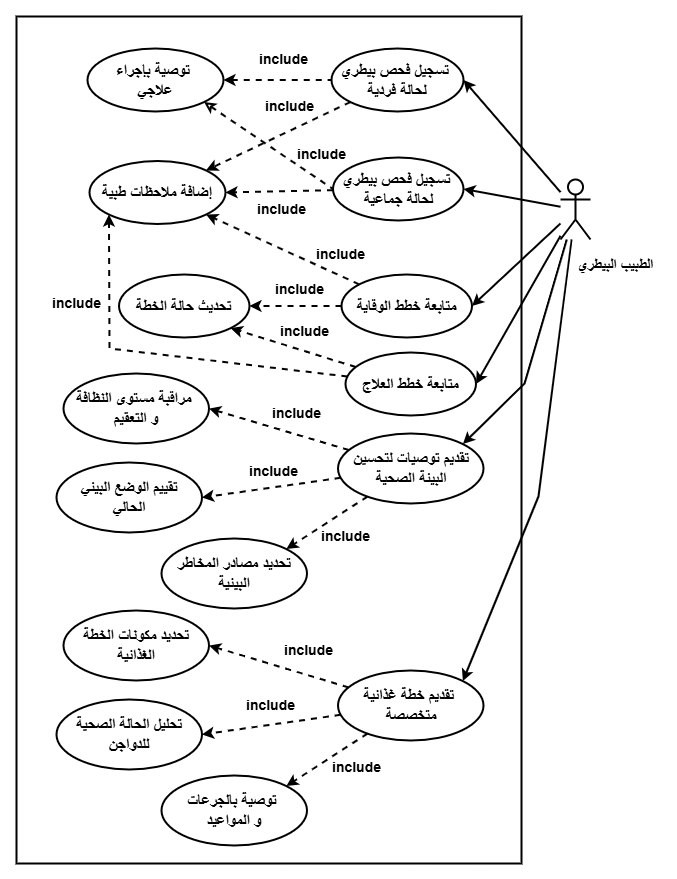 تسجيل فحص بيطري
لحالة فردية
include
توصية بإجراء
علاجي
include
include
تسجيل فحص بيطري
لحالة جماعية
إضافة ملاحظات طبية
include
الطبيب البيطري
include
متابعة خطط الوقاية
include
تحديث حالة الخطة
include
include
متابعة خطط العلاج
مراقبة مستوى النظافة
و التعقيم
include
تقديم توصيات لتحسين
البيئة الصحية
include
تقييم الوضع البيئي
الحالي
include
تحديد مصادر المخاطر
البيئية
تحديد مكونات الخطة
الغذائية
include
تقديم خطة غذائية
متخصصة
include
تحليل الحالة الصحية
للدواجن
include
توصية بالجرعات
و المواعيد